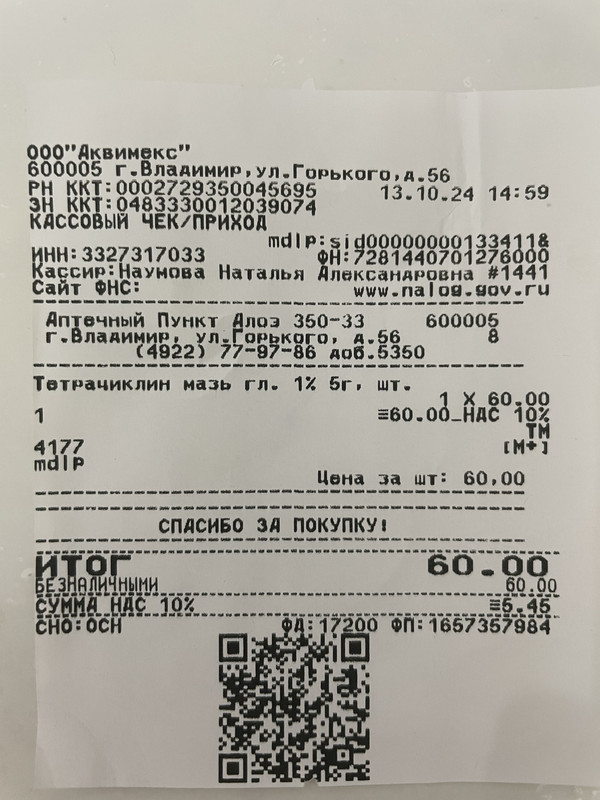 ООО"Аквимекс"
600005 г.Владимир,ул.Горького,д.56
РН ККТ:0002729350045695 13.10.24 14:59
ЗН ККТ:0483330012039074
КАССОВЫЙ ЧЕК/ПРИХОД
mdlp:sid000000001334118&
ИНН:3327317033 ФН:7281440701276000
Кассир:Наумова Наталья Александровна #1441
Сайт ФНС: www.nalog.gov.ru
Аптечный Пункт Алоэ 350-33 600005
г.Владимир, ул.Горького, д.56 8
(4922) 77-97-86 доб.5350
Тетрациклин мазь гл. 1% 5г, шт.
1 X 60.00
1 ≡60.00_НДС 10%
ТМ
4177 [M+]
mdlp
Цена за шт: 60,00
СПАСИБО ЗА ПОКУПКУ!
ИТОГ 60.00
БЕЗНАЛИЧНЫМИ 60.00
СУММА НДС 10% ≡5.45
СНО:ОСН ФД:17200 ФП:1657357984